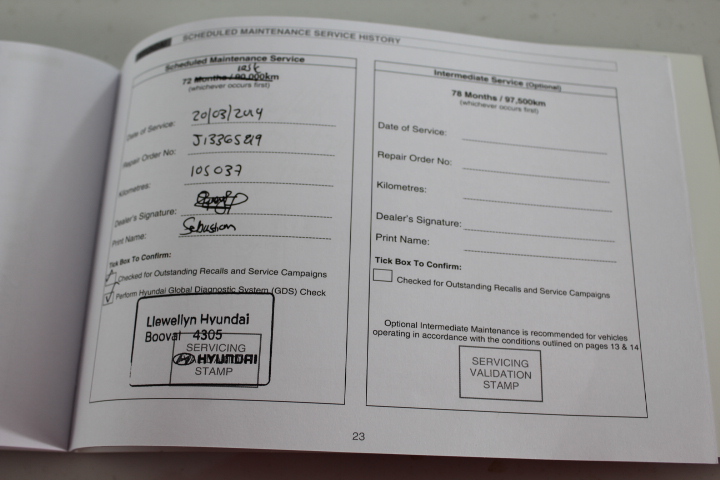 SCHEDULED MAINTENANCE SERVICE HISTORY
Scheduled Maintenance Service
105k
72 Months / 90,000km
(whichever occurs first)
Date of Service: 20/03/2014
Repair Order No: J13365219
Kilometres: 105037
Dealer's Signature:
Print Name: Sebastian
Tick Box To Confirm:
Checked for Outstanding Recalls and Service Campaigns
Perform Hyundai Global Diagnostic System (GDS) Check
Llewellyn Hyundai
Booval 4305
SERVICING
HYUNDAI
STAMP
Intermediate Service (Optional)
78 Months / 97,500km
(whichever occurs first)
Date of Service:
Repair Order No:
Kilometres:
Dealer's Signature:
Print Name:
Tick Box To Confirm:
Checked for Outstanding Recalls and Service Campaigns
Optional Intermediate Maintenance is recommended for vehicles
operating in accordance with the conditions outlined on pages 13 & 14
SERVICING
VALIDATION
STAMP
23